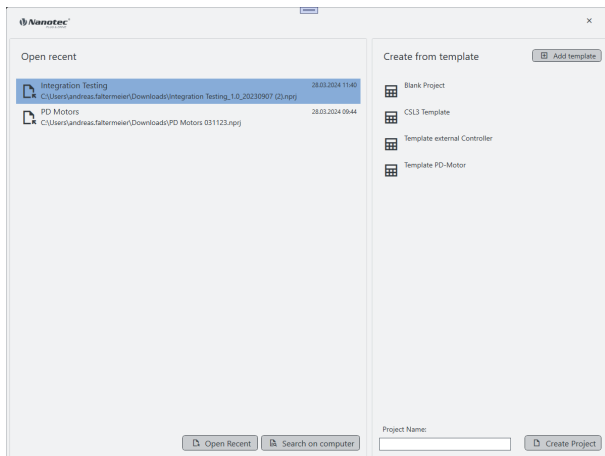 Nanotec
Open recent
Integration Testing
28.03.2024 11:40
C:\Users\andreas.faltermeier\Downloads\Integration Testing_1.0_20230907 (2).nprj
PD Motors
28.03.2024 09:44
C:\Users\andreas.faltermeier\Downloads\PD Motors 031123.nprj
Open Recent
Search on computer
Create from template
Add template
Blank Project
CSL3 Template
Template external Controller
Template PD-Motor
Project Name:
Create Project